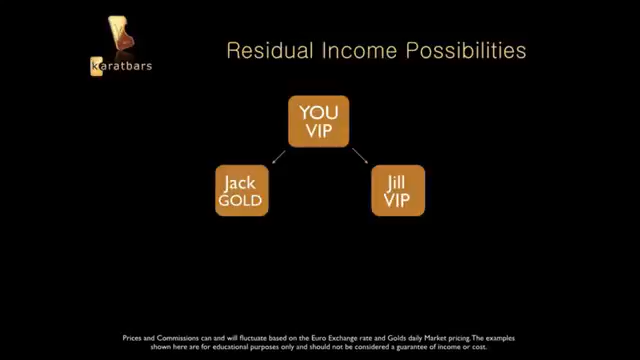 Residual Income Possibilities
karatbars
YOU
VIP
Jack
GOLD
Jill
VIP
Prices and Commissions can and will fluctuate based on the Euro Exchange rate and Golds daily Market pricing. The examples
shown here are for educational purposes only and should not be considered a guarantee of income or cost.